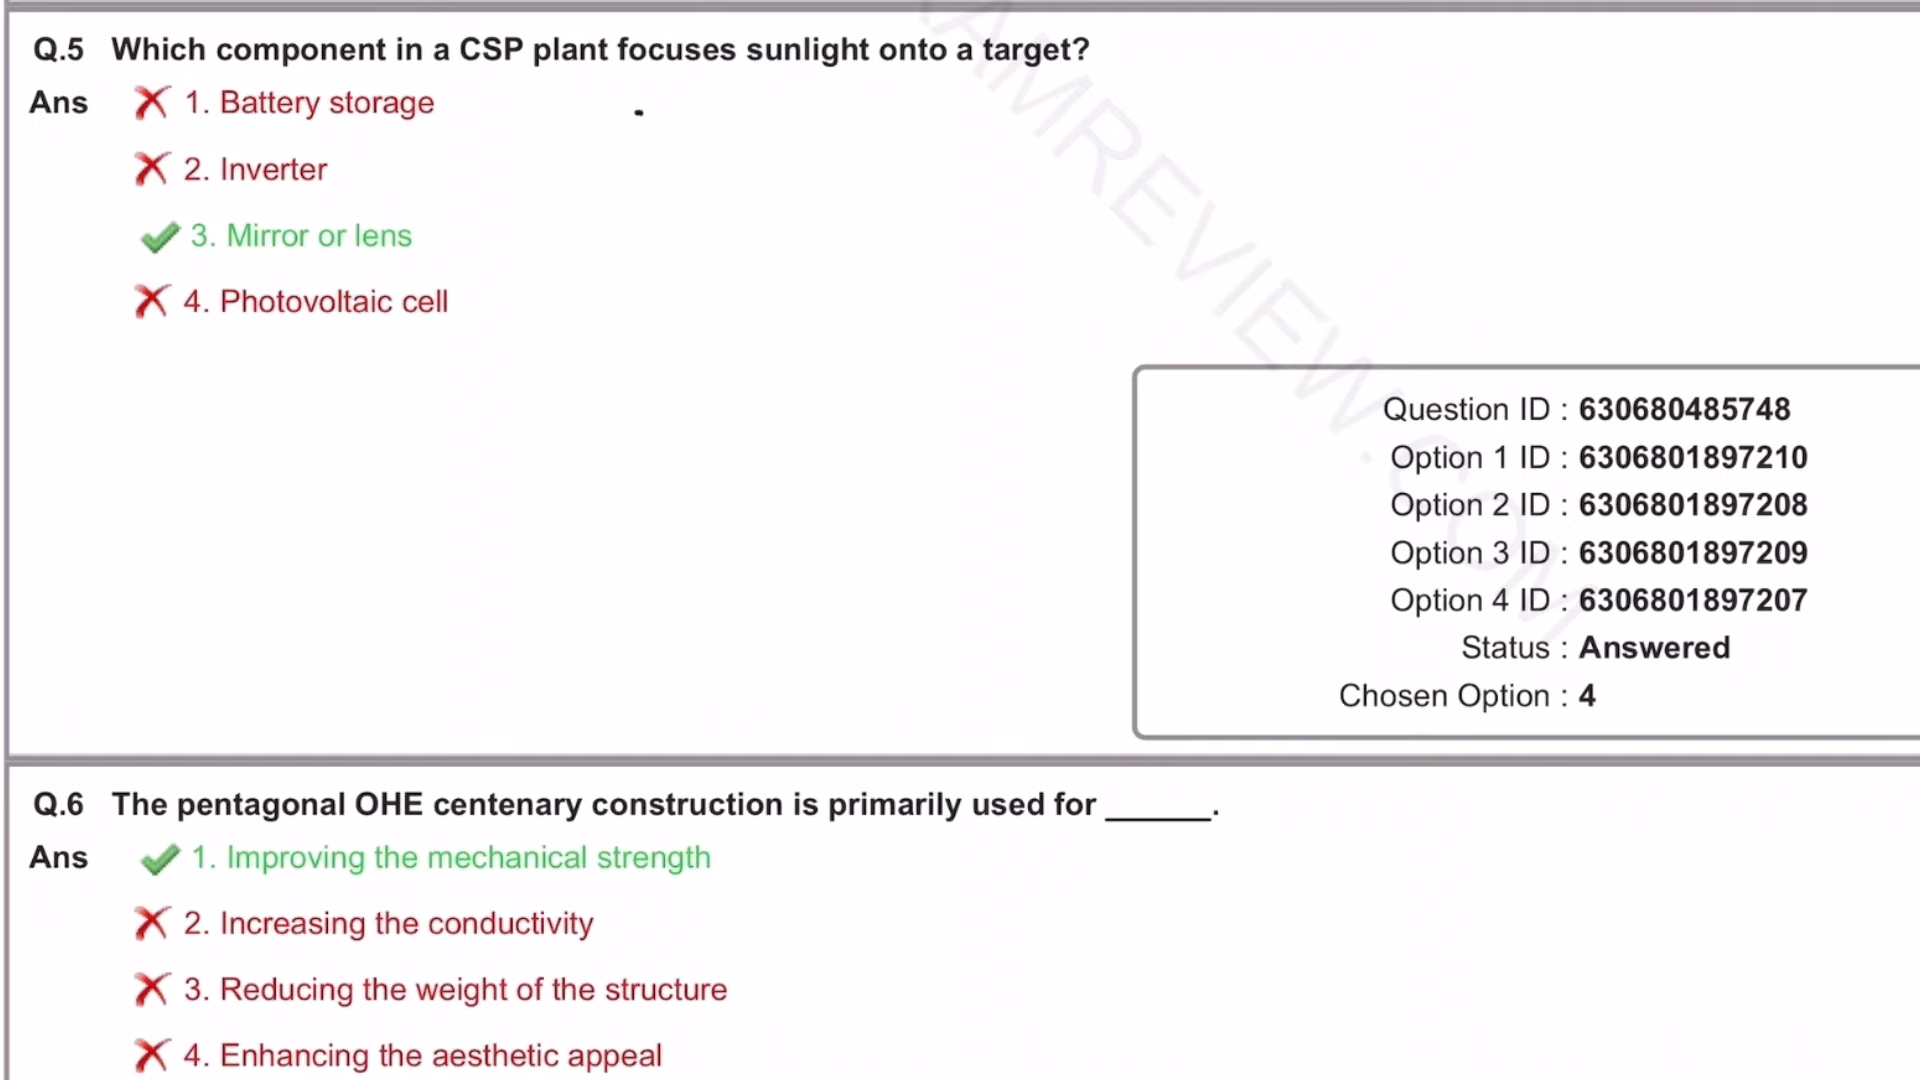 Q.5 Which component in a CSP plant focuses sunlight onto a target?
Ans 1. Battery storage
2. Inverter
3. Mirror or lens
4. Photovoltaic cell
AMREVIEW.COM
Question ID : 630680485748
Option 1 ID : 6306801897210
Option 2 ID : 6306801897208
Option 3 ID : 6306801897209
Option 4 ID : 6306801897207
Status : Answered
Chosen Option : 4
Q.6 The pentagonal OHE centenary construction is primarily used for ______.
Ans 1. Improving the mechanical strength
2. Increasing the conductivity
3. Reducing the weight of the structure
4. Enhancing the aesthetic appeal